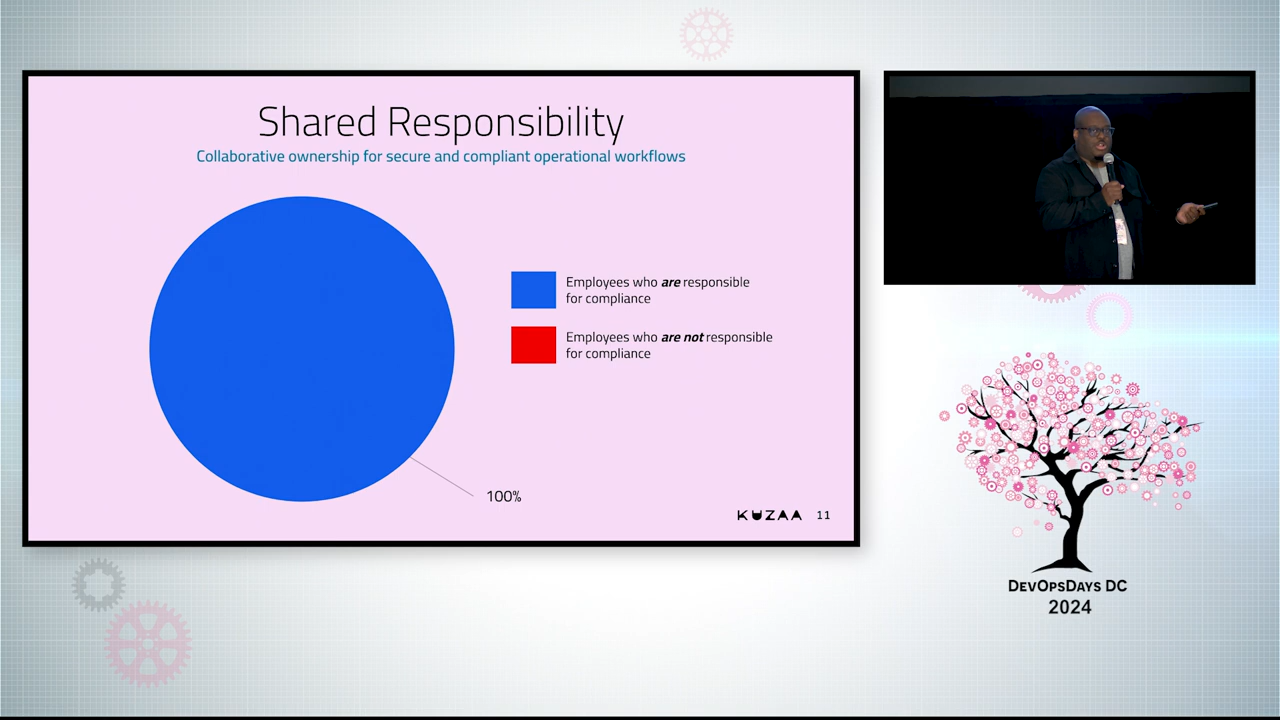 Shared Responsibility
Collaborative ownership for secure and compliant operational workflows
Employees who are responsible
for compliance
Employees who are not responsible
for compliance
100%
KUZAA 11
DevOpsDays DC
2024